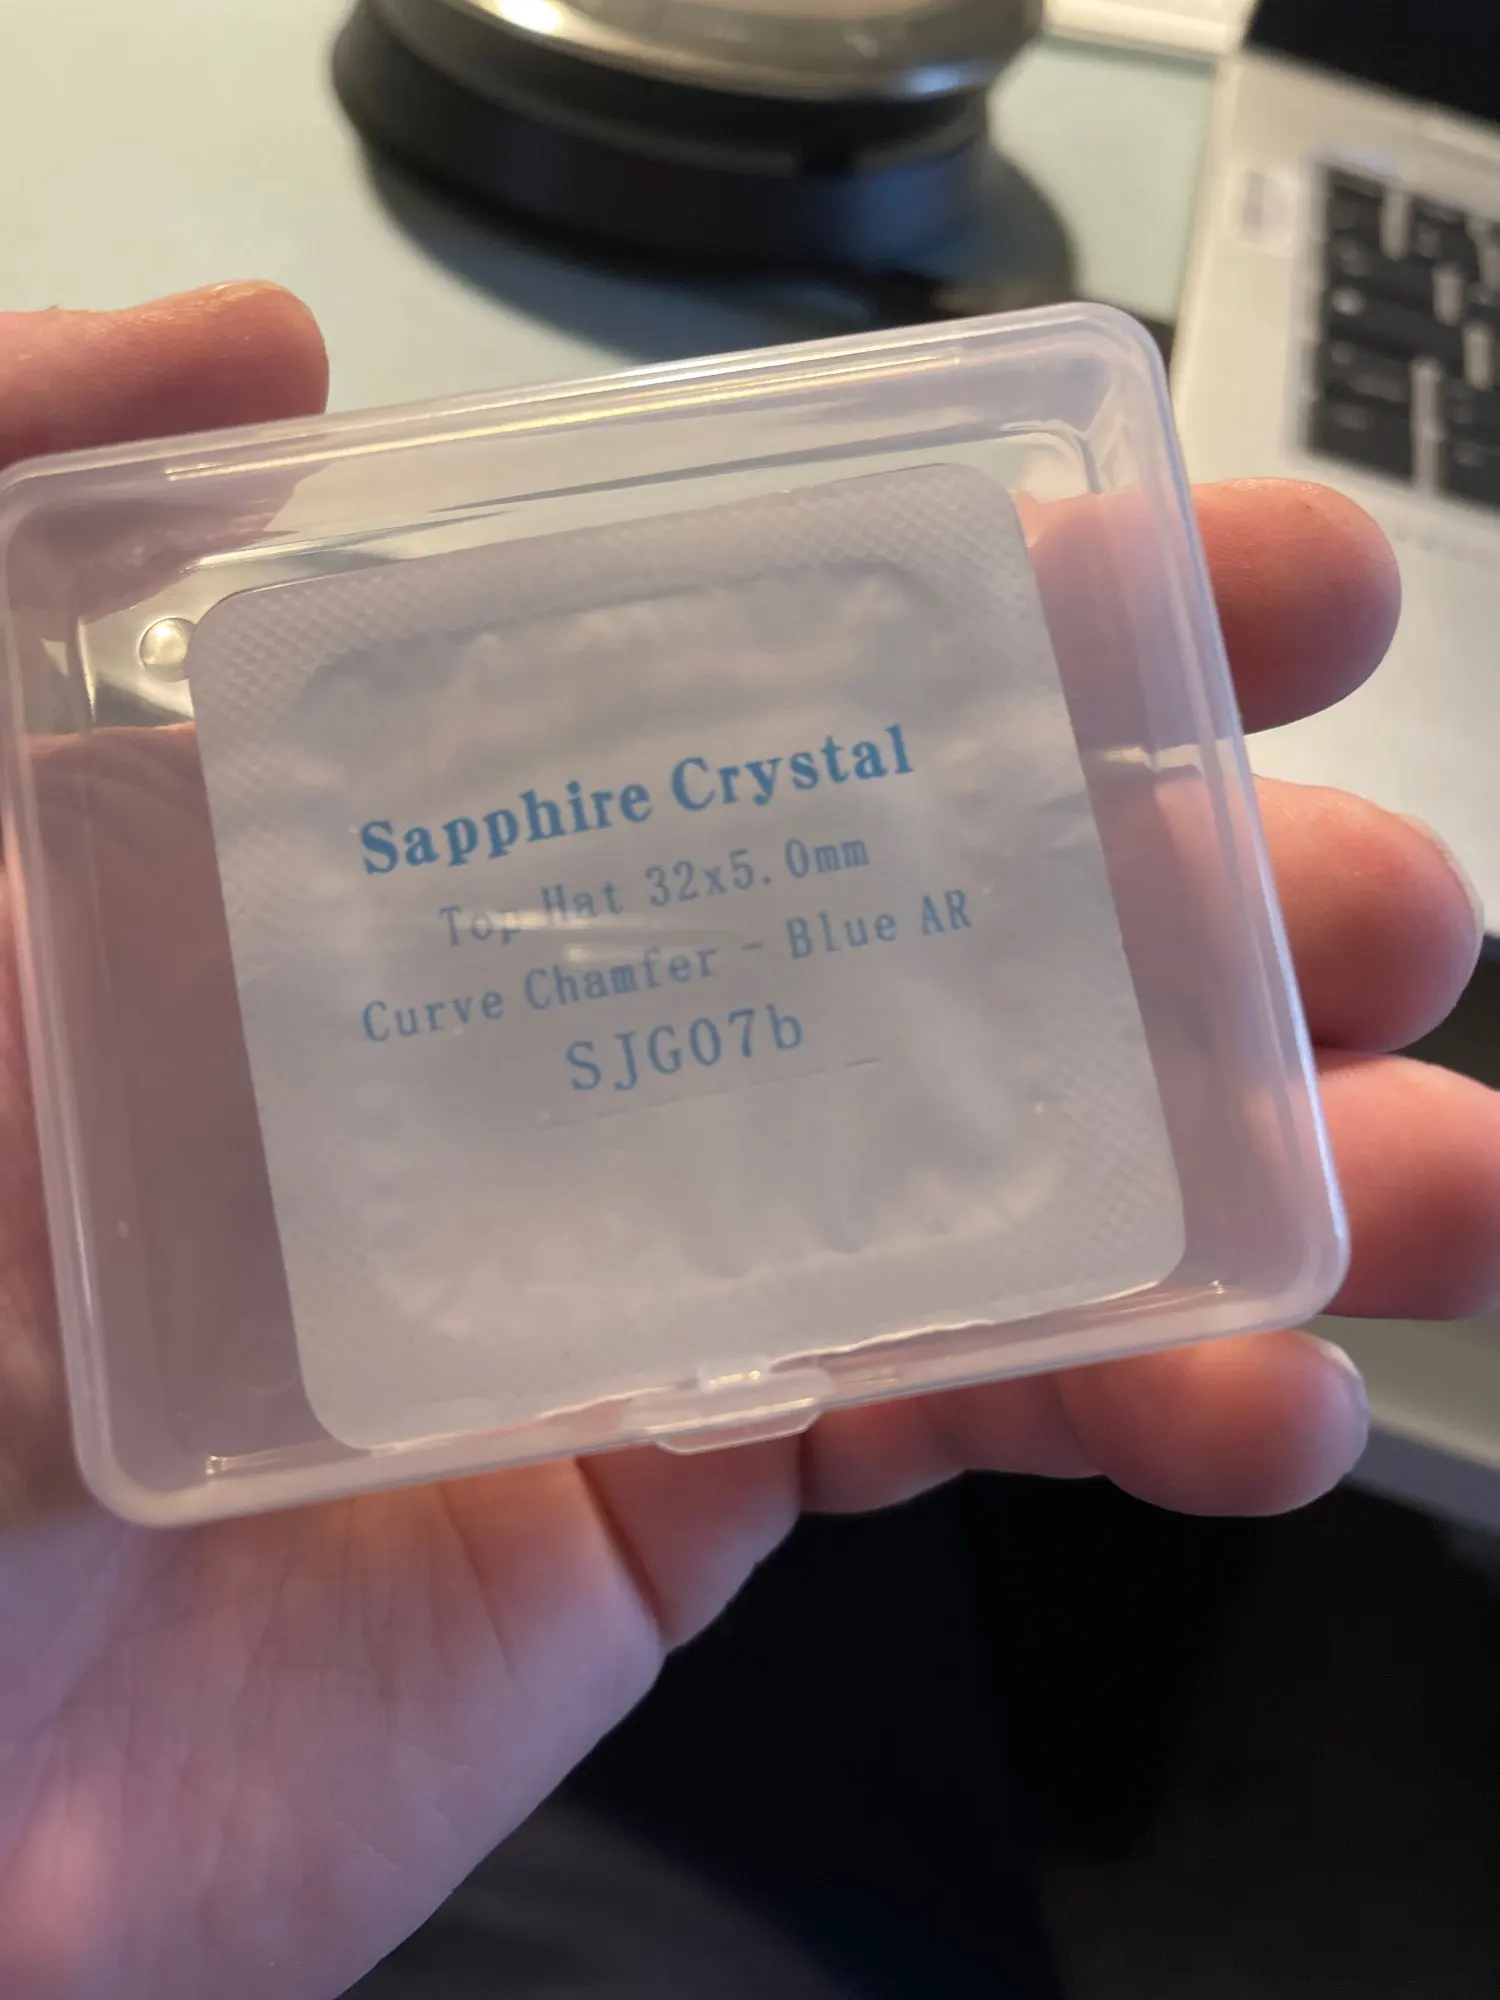 Sapphire Crystal
Top Hat 32x5.0mm
Curve Chamfer - Blue AR
SJG07b